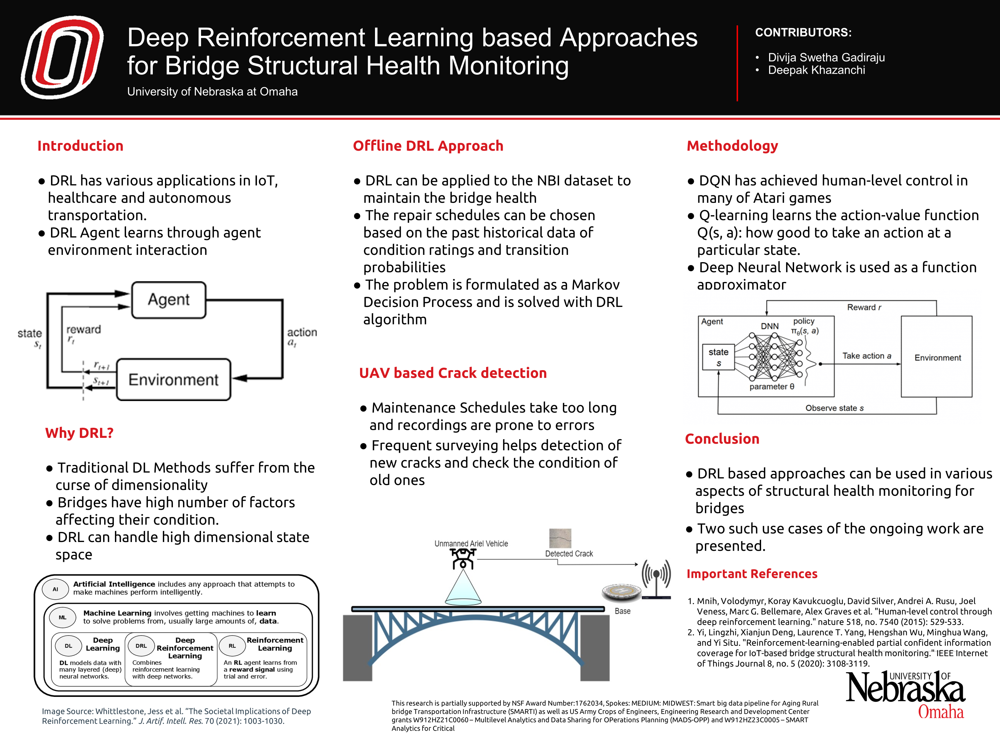 Deep Reinforcement Learning based Approaches
for Bridge Structural Health Monitoring
University of Nebraska at Omaha
CONTRIBUTORS:
• Divija Swetha Gadiraju
• Deepak Khazanchi
Introduction
● DRL has various applications in IoT,
healthcare and autonomous
transportation.
● DRL Agent learns through agent
environment interaction
Agent
state
s_t
reward
r_t
action
a_t
r_{t+1}
s_{t+1}
Environment
Why DRL?
● Traditional DL Methods suffer from the
curse of dimensionality
● Bridges have high number of factors
affecting their condition.
● DRL can handle high dimensional state
space
AI
Artificial Intelligence includes any approach that attempts to
make machines perform intelligently.
ML
Machine Learning involves getting machines to learn
to solve problems from, usually large amounts of, data.
DL
Deep
Learning
DL models data with
many layered (deep)
neural networks.
DRL
Deep
Reinforcement
Learning
Combines
reinforcement learning
with deep networks.
RL
Reinforcement
Learning
An RL agent learns from
a reward signal using
trial and error.
Image Source: Whittlestone, Jess et al. “The Societal Implications of Deep
Reinforcement Learning.” J. Artif. Intell. Res. 70 (2021): 1003-1030.
Offline DRL Approach
● DRL can be applied to the NBI dataset to
maintain the bridge health
● The repair schedules can be chosen
based on the past historical data of
condition ratings and transition
probabilities
● The problem is formulated as a Markov
Decision Process and is solved with DRL
algorithm
UAV based Crack detection
● Maintenance Schedules take too long
and recordings are prone to errors
● Frequent surveying helps detection of
new cracks and check the condition of
old ones
Unmanned Ariel Vehicle
Detected Crack
Base
This research is partially supported by NSF Award Number:1762034, Spokes: MEDIUM: MIDWEST: Smart big data pipeline for Aging Rural
bridge Transportation Infrastructure (SMARTI) as well as US Army Crops of Engineers, Engineering Research and Development Center
grants W912HZ21C0060 – Multilevel Analytics and Data Sharing for OPerations Planning (MADS-OPP) and W912HZ23C0005 – SMART
Analytics for Critical
Methodology
● DQN has achieved human-level control in
many of Atari games
● Q-learning learns the action-value function
Q(s, a): how good to take an action at a
particular state.
● Deep Neural Network is used as a function
approximator
Reward r
Agent
DNN
policy
π_θ(s, a)
state
s
Take action a
Environment
parameter θ
Observe state s
Conclusion
● DRL based approaches can be used in various
aspects of structural health monitoring for
bridges
● Two such use cases of the ongoing work are
presented.
Important References
1. Mnih, Volodymyr, Koray Kavukcuoglu, David Silver, Andrei A. Rusu, Joel
Veness, Marc G. Bellemare, Alex Graves et al. "Human-level control through
deep reinforcement learning." nature 518, no. 7540 (2015): 529-533.
2. Yi, Lingzhi, Xianjun Deng, Laurence T. Yang, Hengshan Wu, Minghua Wang,
and Yi Situ. "Reinforcement-learning-enabled partial confident information
coverage for IoT-based bridge structural health monitoring." IEEE Internet
of Things Journal 8, no. 5 (2020): 3108-3119.
UNIVERSITY OF
Nebraska
Omaha